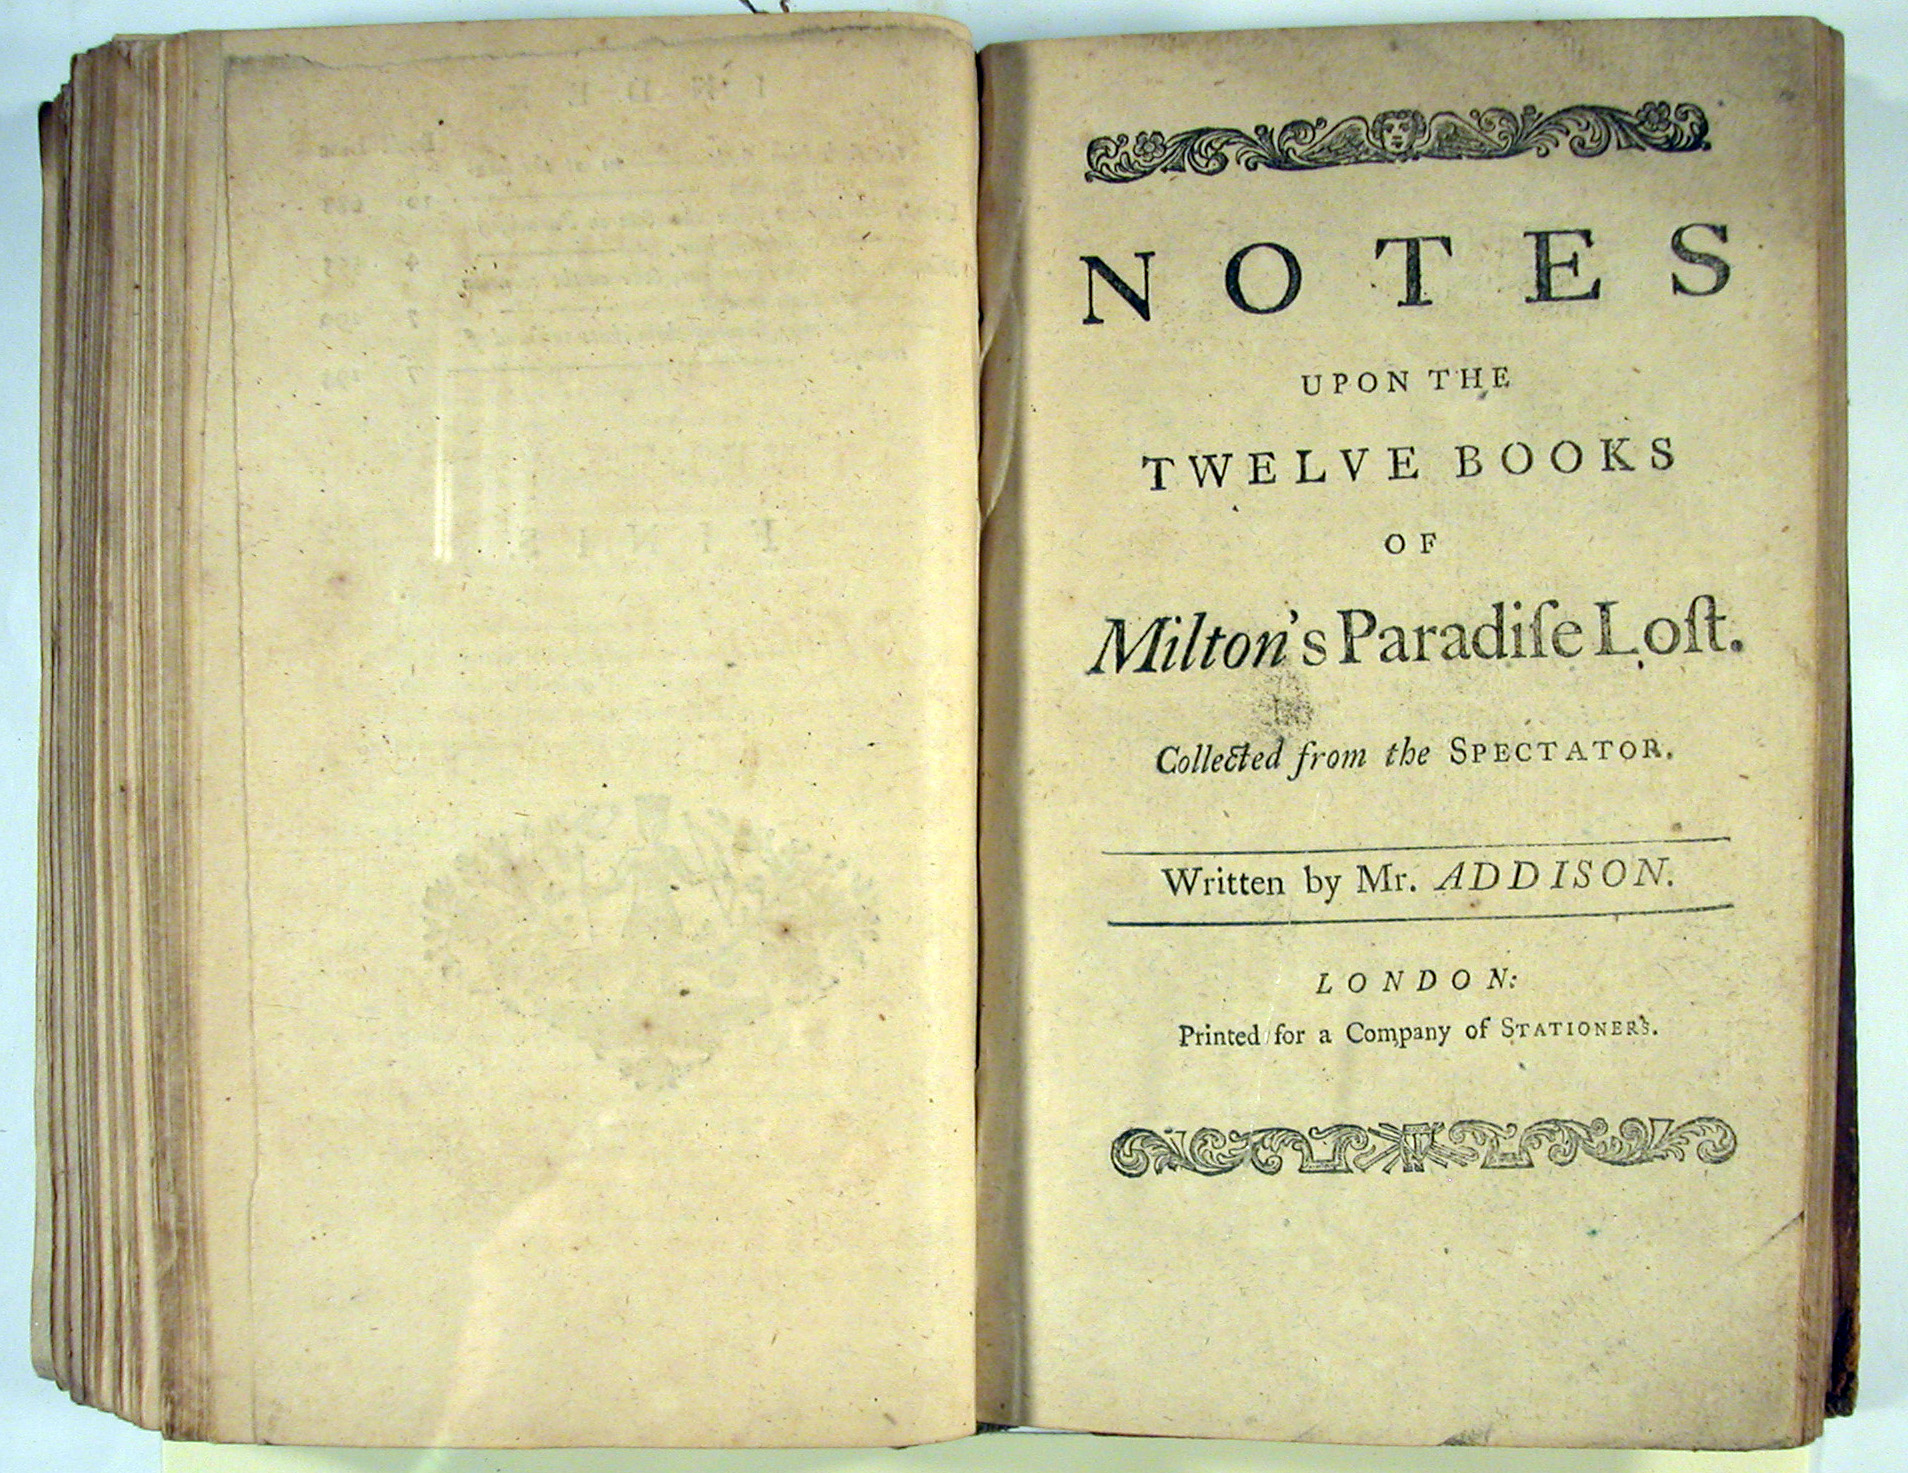 NOTES
UPON THE
TWELVE BOOKS
OF
Milton's Paradiſe Loſt.
Collected from the SPECTATOR.
Written by Mr. ADDISON.
LONDON:
Printed for a Company of STATIONERS.